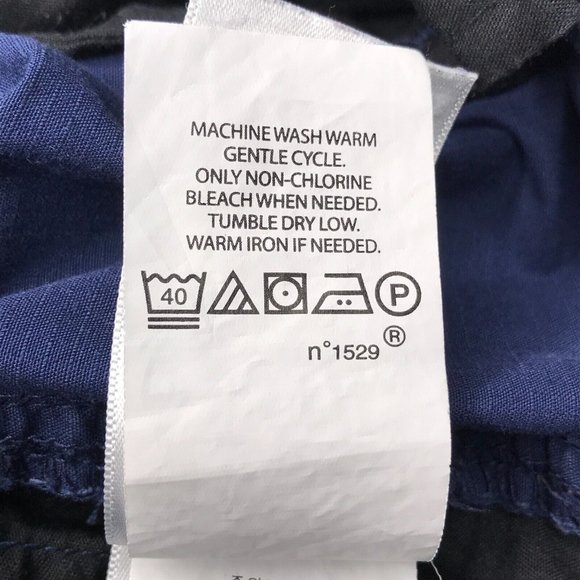 MACHINE WASH WARM
GENTLE CYCLE.
ONLY NON-CHLORINE
BLEACH WHEN NEEDED.
TUMBLE DRY LOW.
WARM IRON IF NEEDED.
40 P
n°1529 ®